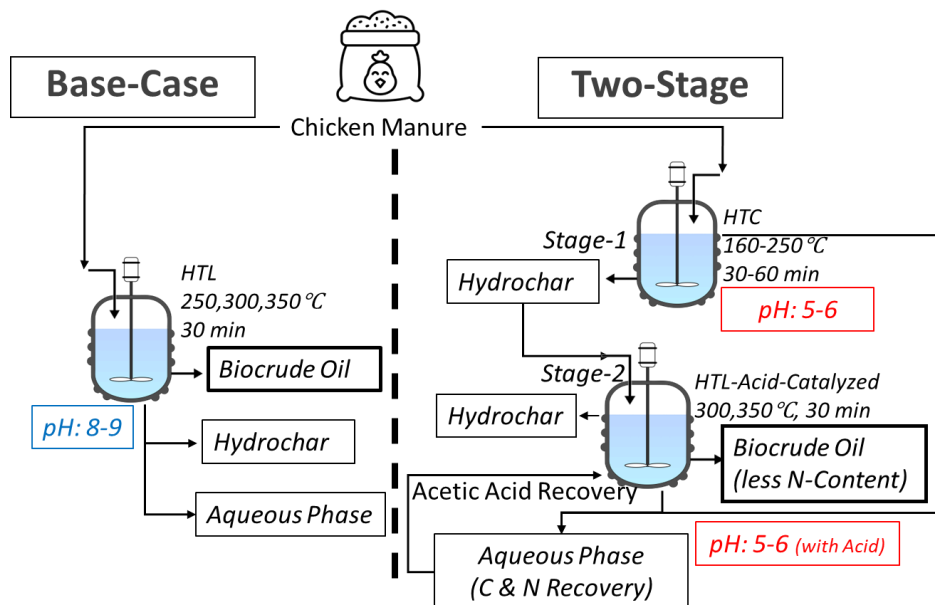 Base-Case
Two-Stage
Chicken Manure
HTL
250,300,350℃
30 min
Biocrude Oil
pH: 8-9
Hydrochar
Aqueous Phase
Stage-1
HTC
160-250℃
30-60 min
pH: 5-6
Hydrochar
Stage-2
HTL-Acid-Catalyzed
300,350℃, 30 min
Hydrochar
Biocrude Oil
(less N-Content)
Acetic Acid Recovery
pH: 5-6 (with Acid)
Aqueous Phase
(C & N Recovery)